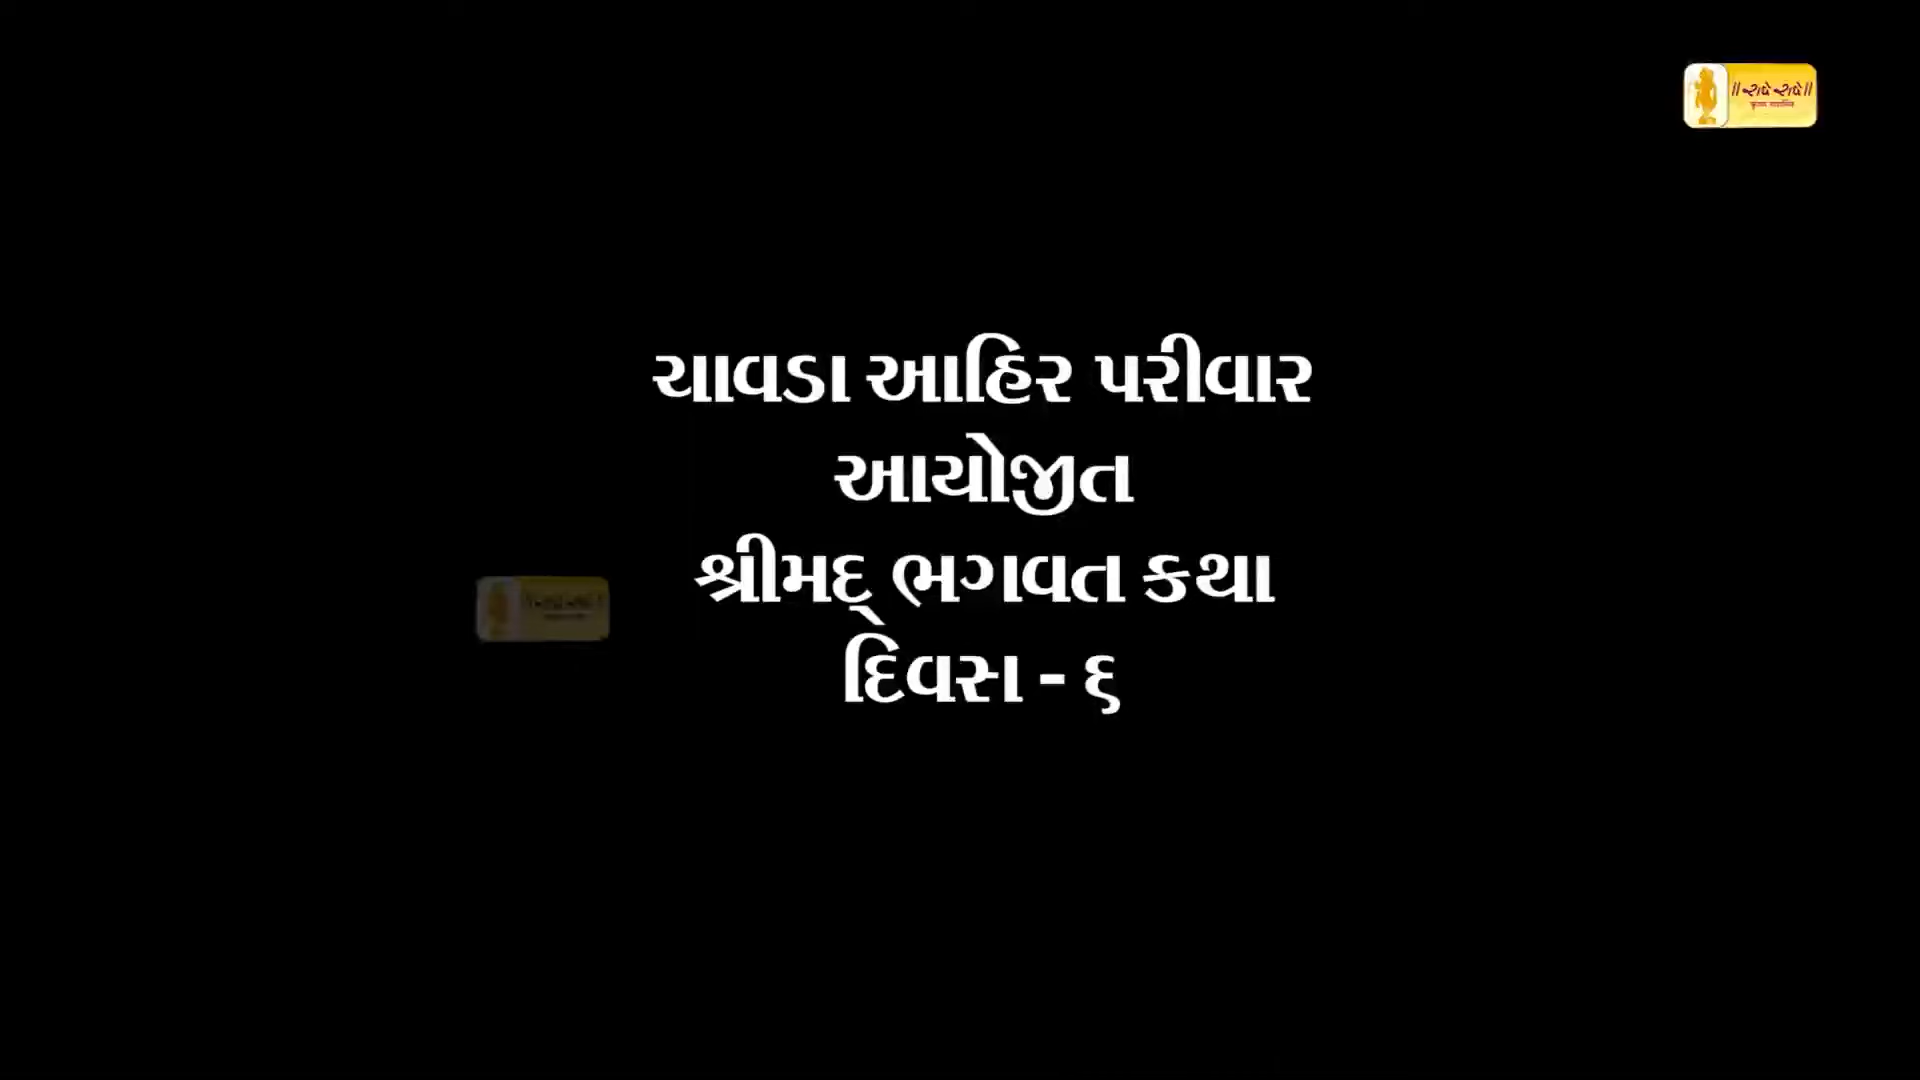 ॥ રાધે રાધે ॥
ચાવડા આહિર પરીવાર
આયોજીત
શ્રીમદ્ ભગવત કથા
દિવસ - ૬